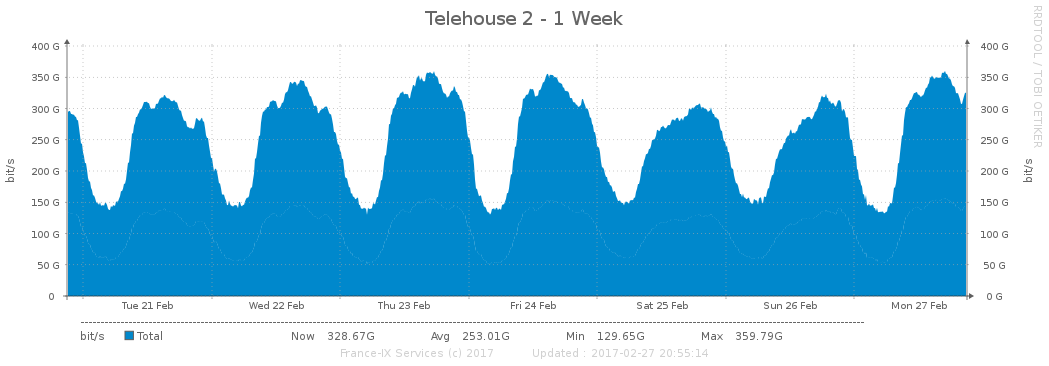 Telehouse 2 - 1 Week
RRDTOOL / TOBI OETIKER
400 G 400 G
350 G 350 G
300 G 300 G
250 G 250 G
200 G 200 G
150 G 150 G
100 G 100 G
50 G 50 G
0 0 G
bit/s bit/s
Tue 21 Feb Wed 22 Feb Thu 23 Feb Fri 24 Feb Sat 25 Feb Sun 26 Feb Mon 27 Feb
bit/s Total Now 328.67G Avg 253.01G Min 129.65G Max 359.79G
France-IX Services (c) 2017 Updated : 2017-02-27 20:55:14